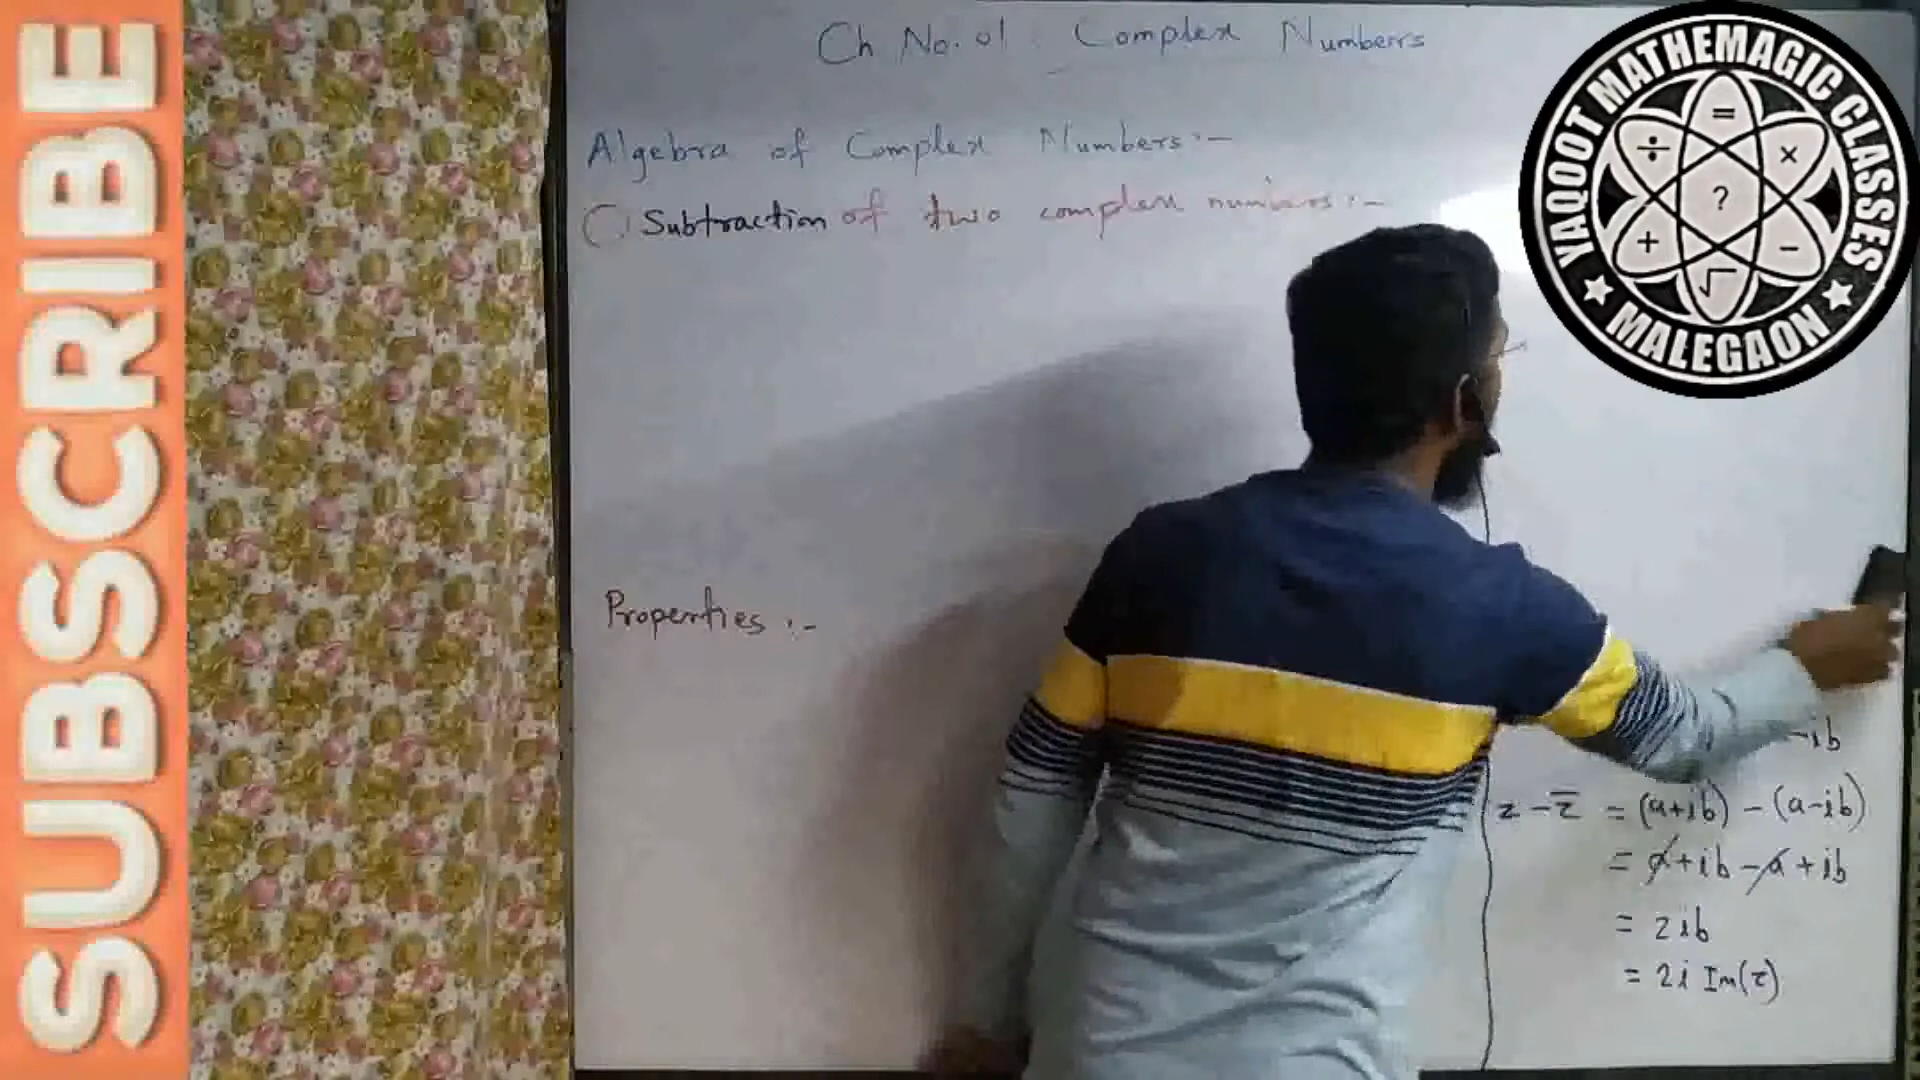 SUBSCRIBE
Ch No. 01 : Complex Numbers
Algebra of Complex Numbers :-
Subtraction of two complex numbers :-
Properties :-
-ib
z - z̅ = (a+ib) - (a-ib)
= a+ib - a + ib
= 2ib
= 2i Im(z)
YAQOOT MATHEMAGIC CLASSES
÷ = ×
?
+ √ -
★ MALEGAON ★